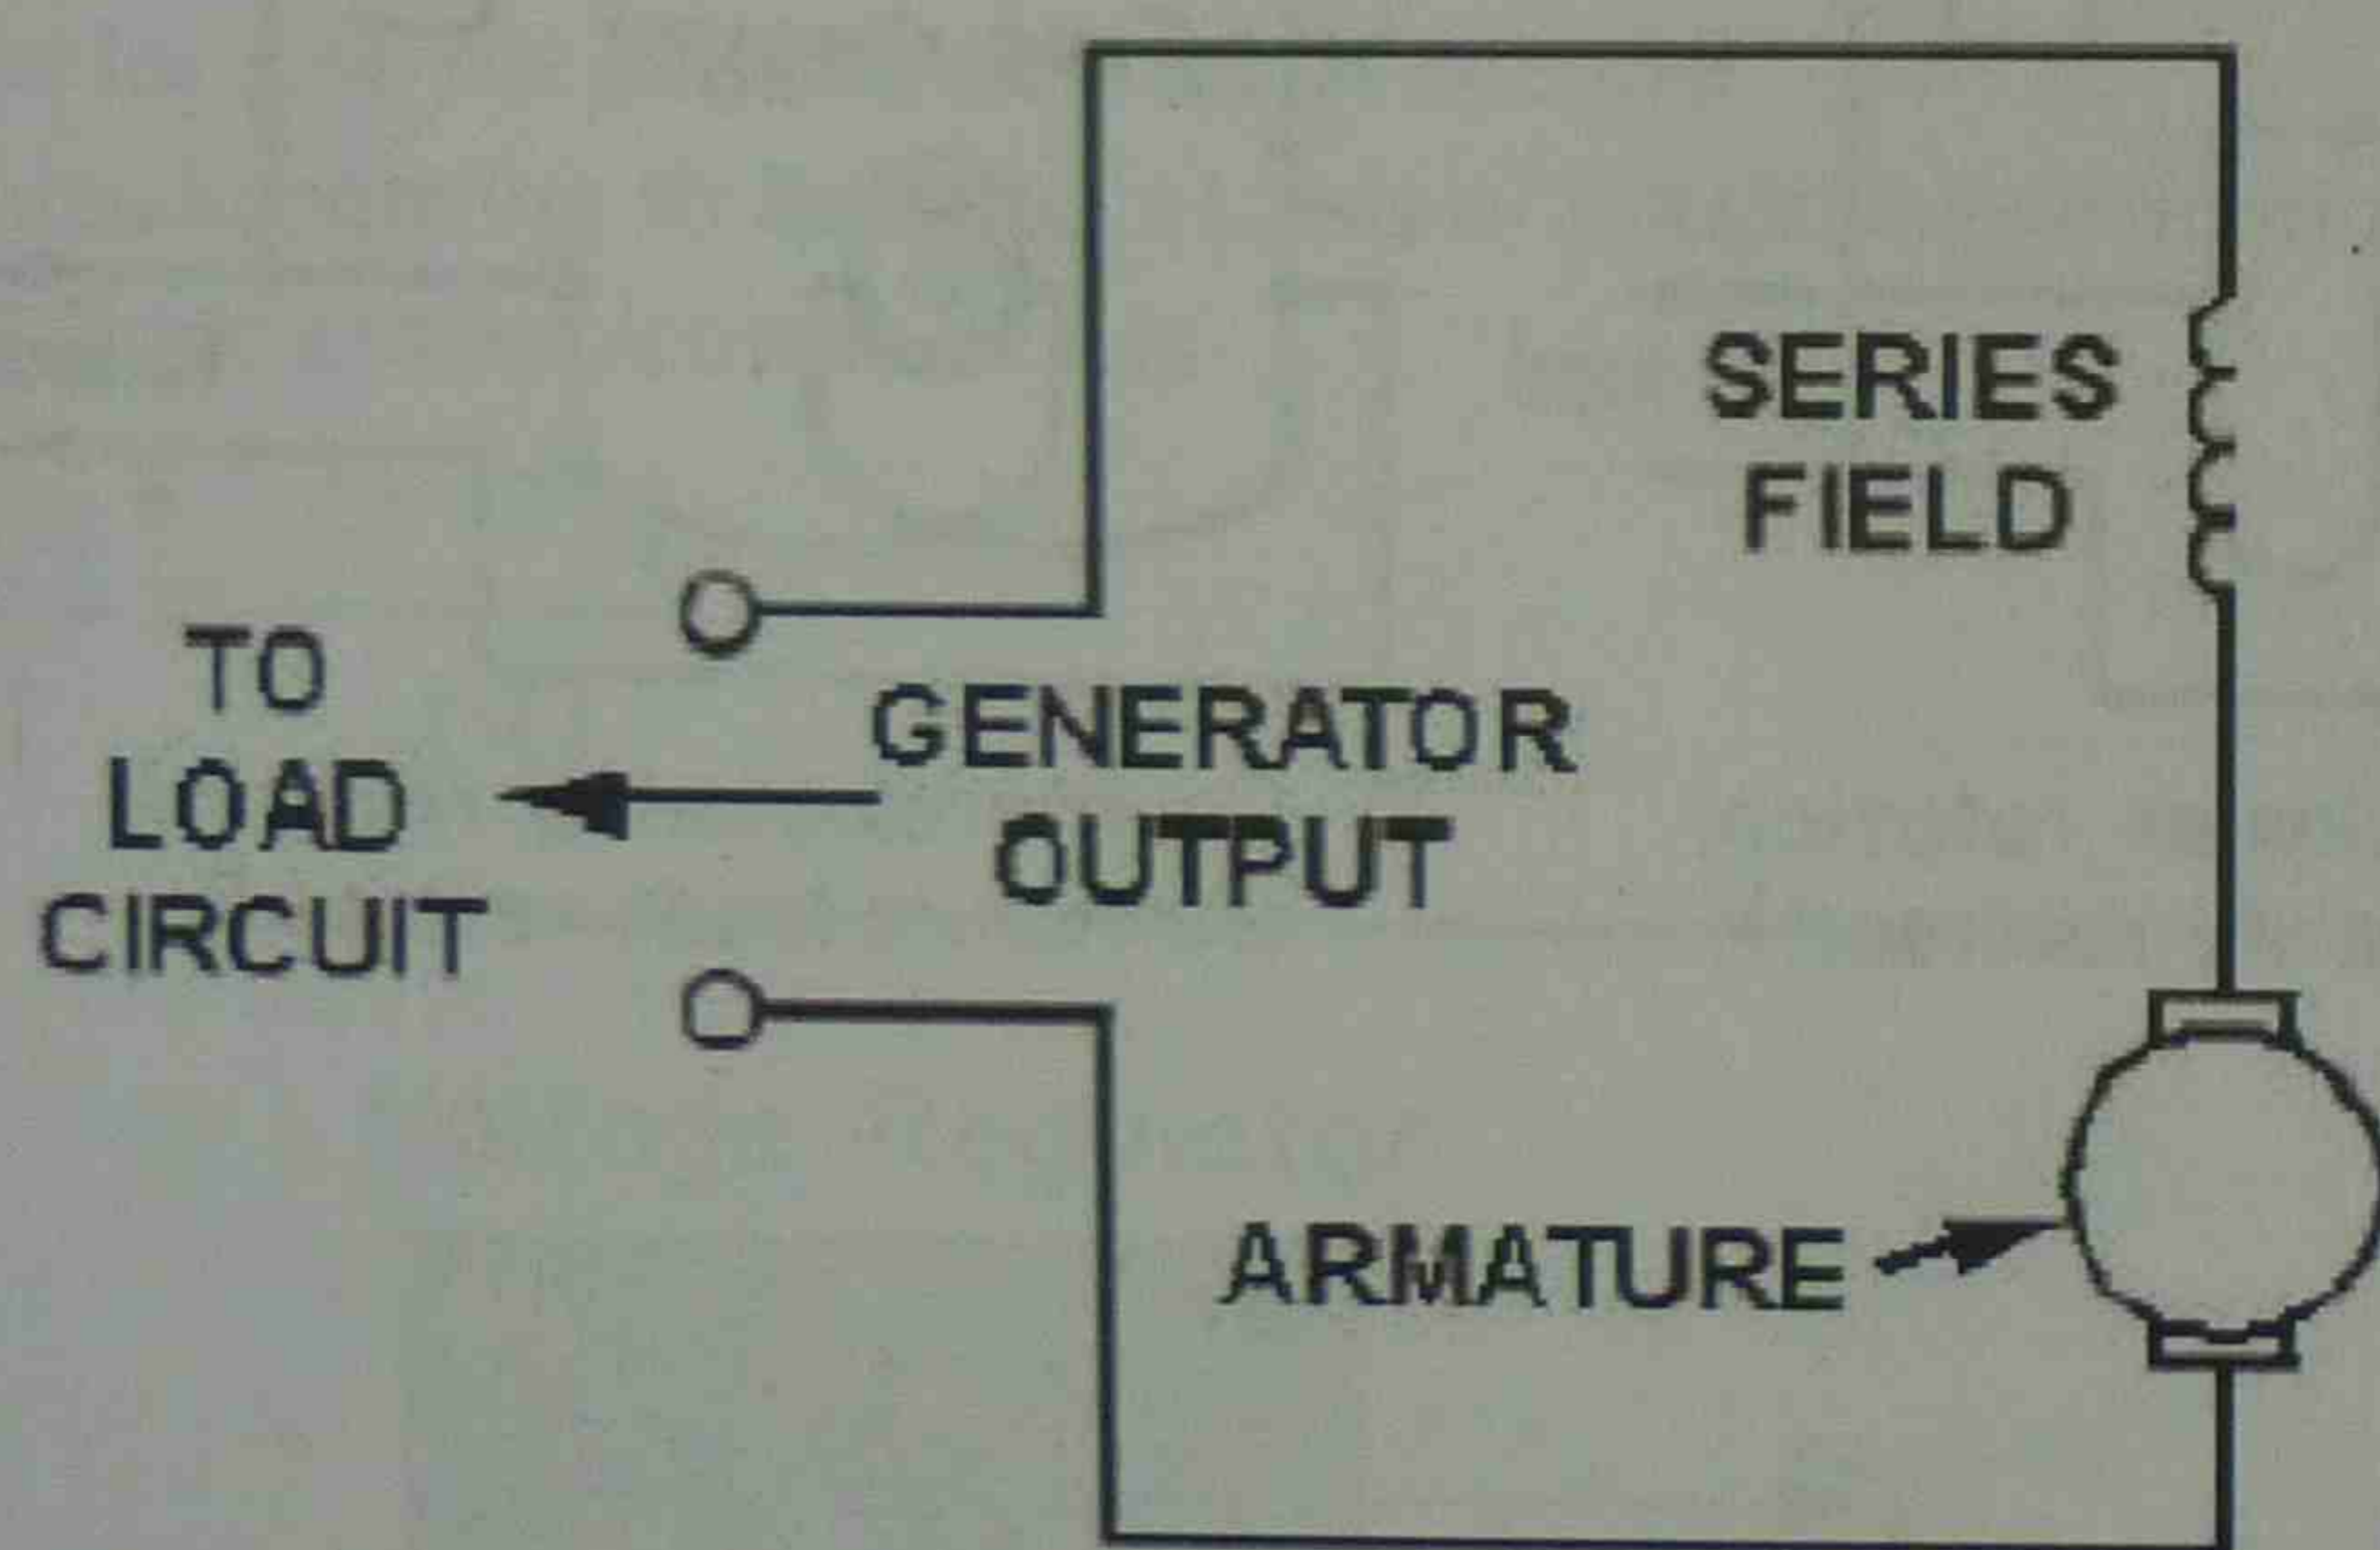 SERIES
FIELD
TO
LOAD
CIRCUIT
GENERATOR
OUTPUT
ARMATURE